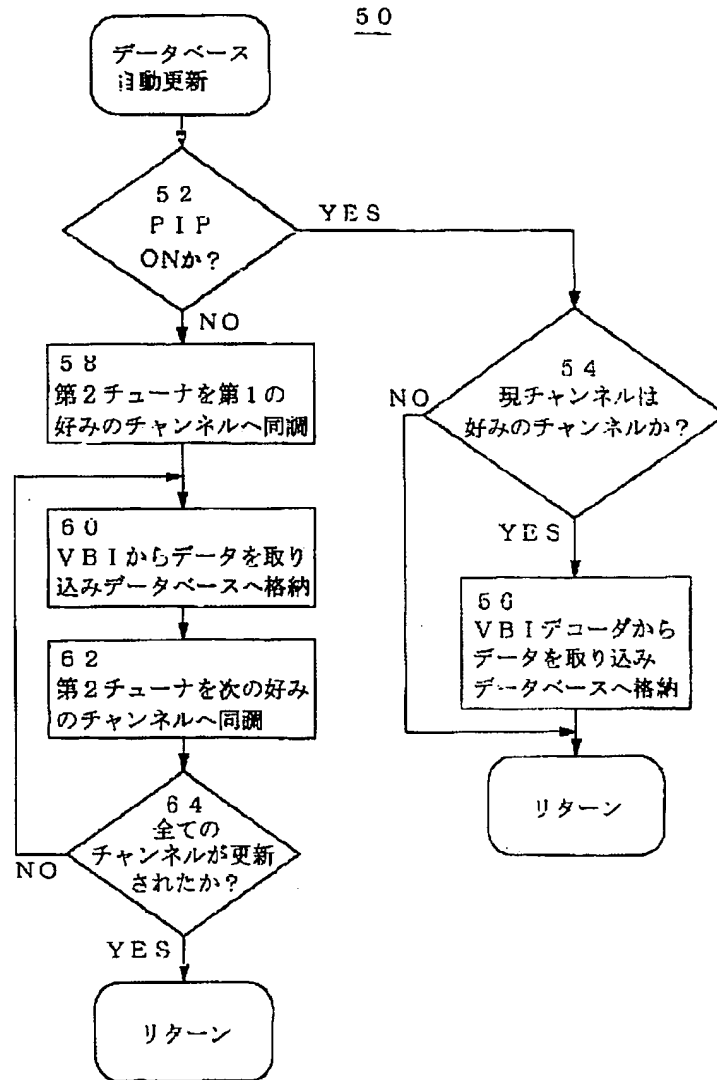 50
データベース
自動更新
52
PIP
ONか？
YES
NO
58
第2チューナを第1の
好みのチャンネルへ同調
54
現チャンネルは
好みのチャンネルか？
NO
YES
60
VBIからデータを取り
込みデータベースへ格納
56
VBIデコーダから
データを取り込み
データベースへ格納
62
第2チューナを次の好み
のチャンネルへ同調
リターン
64
全ての
チャンネルが更新
されたか？
NO
YES
リターン